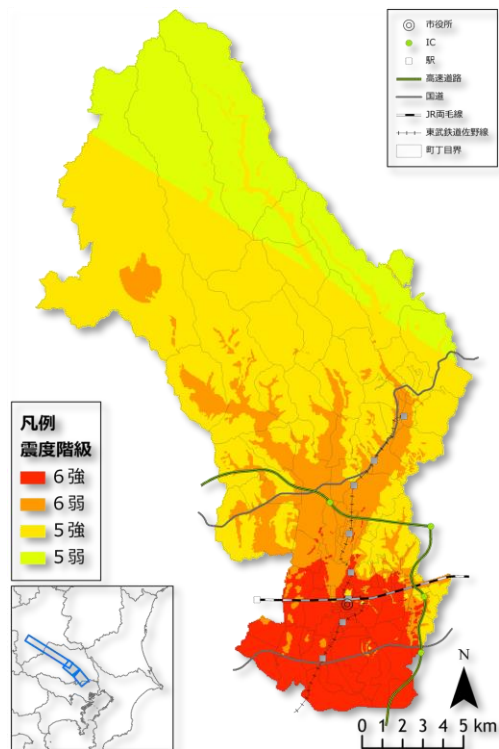 市役所
IC
駅
高速道路
国道
JR両毛線
東武鉄道佐野線
町丁目界
凡例
震度階級
6強
6弱
5強
5弱
N
0 1 2 3 4 5 km